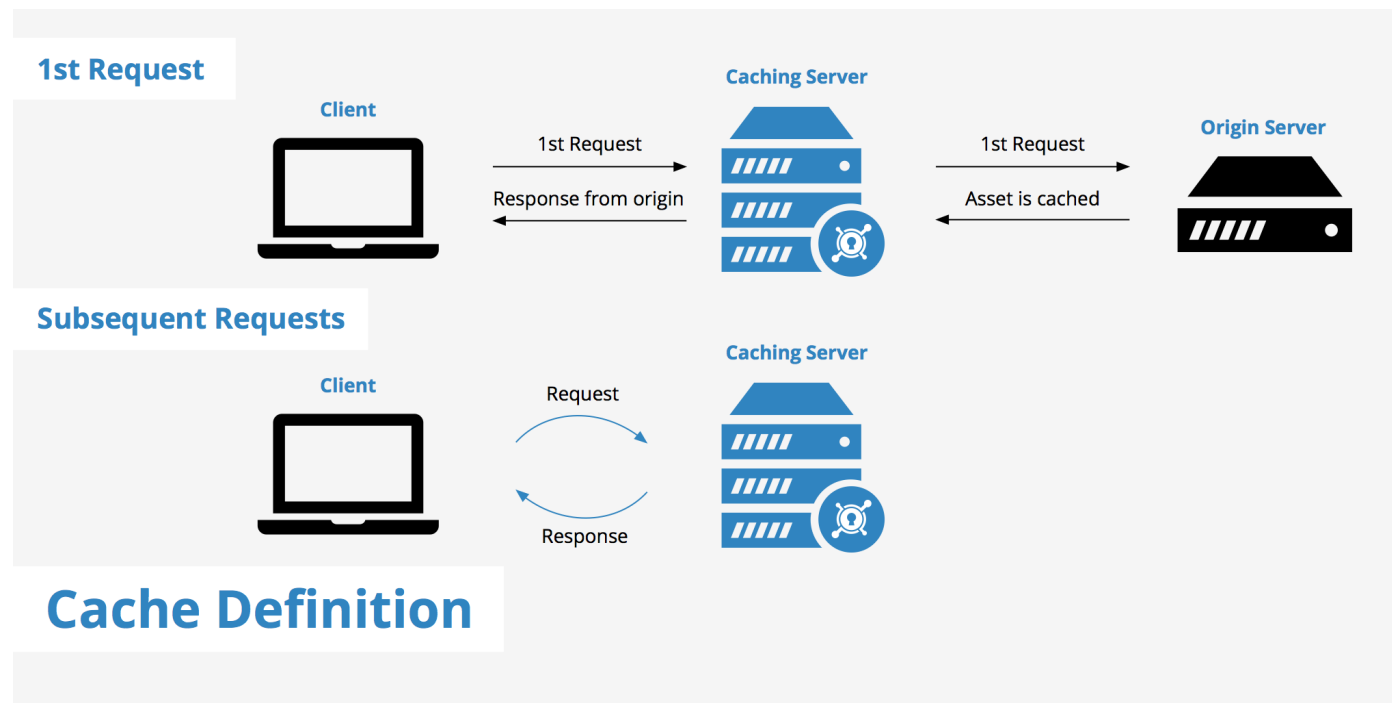 1st Request
Client
Caching Server
Origin Server
1st Request
Response from origin
1st Request
Asset is cached
Subsequent Requests
Client
Caching Server
Request
Response
Cache Definition